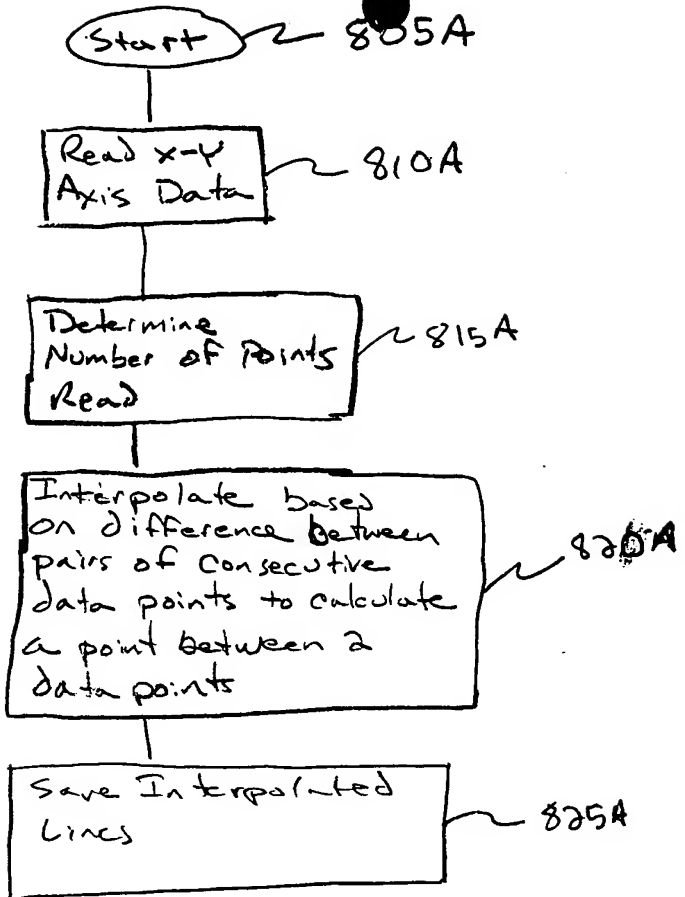 Start 805A
Read X-Y
Axis Data
810A
Determine
Number of Points
Read
815A
Interpolate based
on difference between
pairs of consecutive
data points to calculate
a point between 2
data points
820A
Save Interpolated
Lines
825A